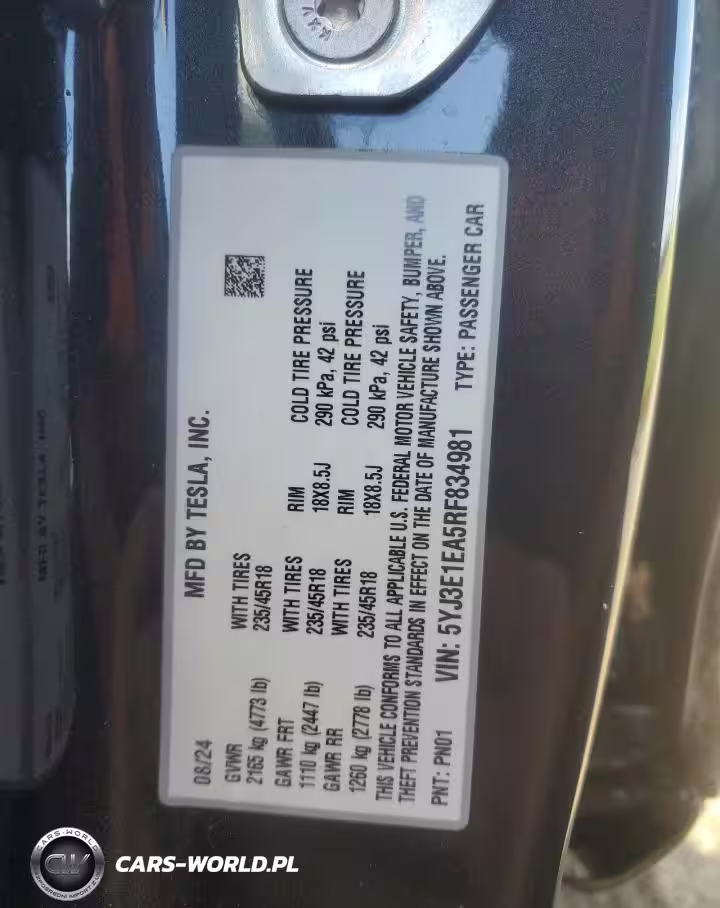 MFD BY TESLA, INC.
08/24
GVWR WITH TIRES
2165 kg (4773 lb) 235/45R18
GAWR FRT WITH TIRES RIM COLD TIRE PRESSURE
1110 kg (2447 lb) 235/45R18 18X8.5J 290 kPa, 42 psi
GAWR RR WITH TIRES RIM COLD TIRE PRESSURE
1260 kg (2778 lb) 235/45R18 18X8.5J 290 kPa, 42 psi
THIS VEHICLE CONFORMS TO ALL APPLICABLE U.S. FEDERAL MOTOR VEHICLE SAFETY, BUMPER, AND
THEFT PREVENTION STANDARDS IN EFFECT ON THE DATE OF MANUFACTURE SHOWN ABOVE.
PNT: PN01 VIN: 5YJ3E1EA5RF834981 TYPE: PASSENGER CAR
CARS-WORLD
CW
CARS-WORLD.PL